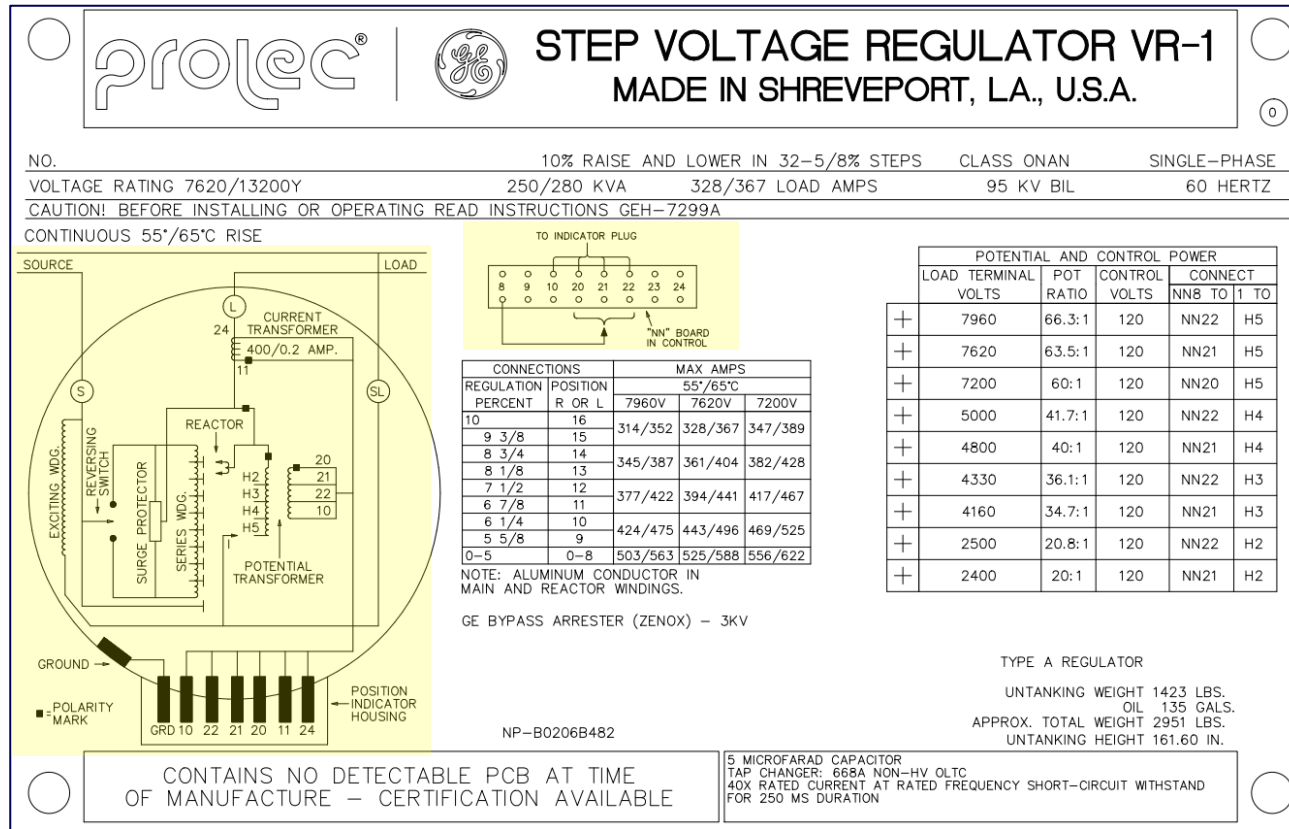 prolec®
GE
STEP VOLTAGE REGULATOR VR-1
MADE IN SHREVEPORT, LA., U.S.A.
0
NO. 10% RAISE AND LOWER IN 32-5/8% STEPS CLASS ONAN SINGLE-PHASE
VOLTAGE RATING 7620/13200Y 250/280 KVA 328/367 LOAD AMPS 95 KV BIL 60 HERTZ
CAUTION! BEFORE INSTALLING OR OPERATING READ INSTRUCTIONS GEH-7299A
CONTINUOUS 55°/65°C RISE
SOURCE LOAD
L
24
CURRENT
TRANSFORMER
400/0.2 AMP.
11
S
SL
REACTOR
EXCITING WDG.
REVERSING
SWITCH
SURGE PROTECTOR
SERIES WDG.
H2
H3
H4
H5
1
20
21
22
10
POTENTIAL
TRANSFORMER
GROUND
■=POLARITY
MARK
GRD 10 22 21 20 11 24
POSITION
INDICATOR
HOUSING
TO INDICATOR PLUG
8 9 10 20 21 22 23 24
"NN" BOARD
IN CONTROL
CONNECTIONS MAX AMPS
REGULATION POSITION 55°/65°C
PERCENT R OR L 7960V 7620V 7200V
10 16
314/352 328/367 347/389
9 3/8 15
8 3/4 14
345/387 361/404 382/428
8 1/8 13
7 1/2 12
377/422 394/441 417/467
6 7/8 11
6 1/4 10
424/475 443/496 469/525
5 5/8 9
0-5 0-8 503/563 525/588 556/622
NOTE: ALUMINUM CONDUCTOR IN
MAIN AND REACTOR WINDINGS.
GE BYPASS ARRESTER (ZENOX) - 3KV
NP-B0206B482
POTENTIAL AND CONTROL POWER
LOAD TERMINAL POT CONTROL CONNECT
VOLTS RATIO VOLTS NN8 TO 1 TO
7960 66.3:1 120 NN22 H5
7620 63.5:1 120 NN21 H5
7200 60:1 120 NN20 H5
5000 41.7:1 120 NN22 H4
4800 40:1 120 NN21 H4
4330 36.1:1 120 NN22 H3
4160 34.7:1 120 NN21 H3
2500 20.8:1 120 NN22 H2
2400 20:1 120 NN21 H2
TYPE A REGULATOR
UNTANKING WEIGHT 1423 LBS.
OIL 135 GALS.
APPROX. TOTAL WEIGHT 2951 LBS.
UNTANKING HEIGHT 161.60 IN.
CONTAINS NO DETECTABLE PCB AT TIME
OF MANUFACTURE - CERTIFICATION AVAILABLE
5 MICROFARAD CAPACITOR
TAP CHANGER: 668A NON-HV OLTC
40X RATED CURRENT AT RATED FREQUENCY SHORT-CIRCUIT WITHSTAND
FOR 250 MS DURATION